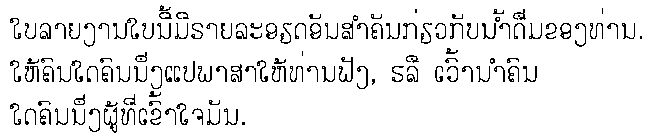 ໃບລາຍງານໃບນີ້ມີຣາຍລະອຽດອັນສຳຄັນກ່ຽວກັບນ້ຳດື່ມຂອງທ່ານ.
ໃຫ້ຄົນໃດຄົນນຶ່ງແປພາສາໃຫ້ທ່ານຟັງ, ຣລື ເວົ້ານຳຄົນ
ໃດຄົນນຶ່ງຜູ້ທີ່ເຂົ້າໃຈມັນ.